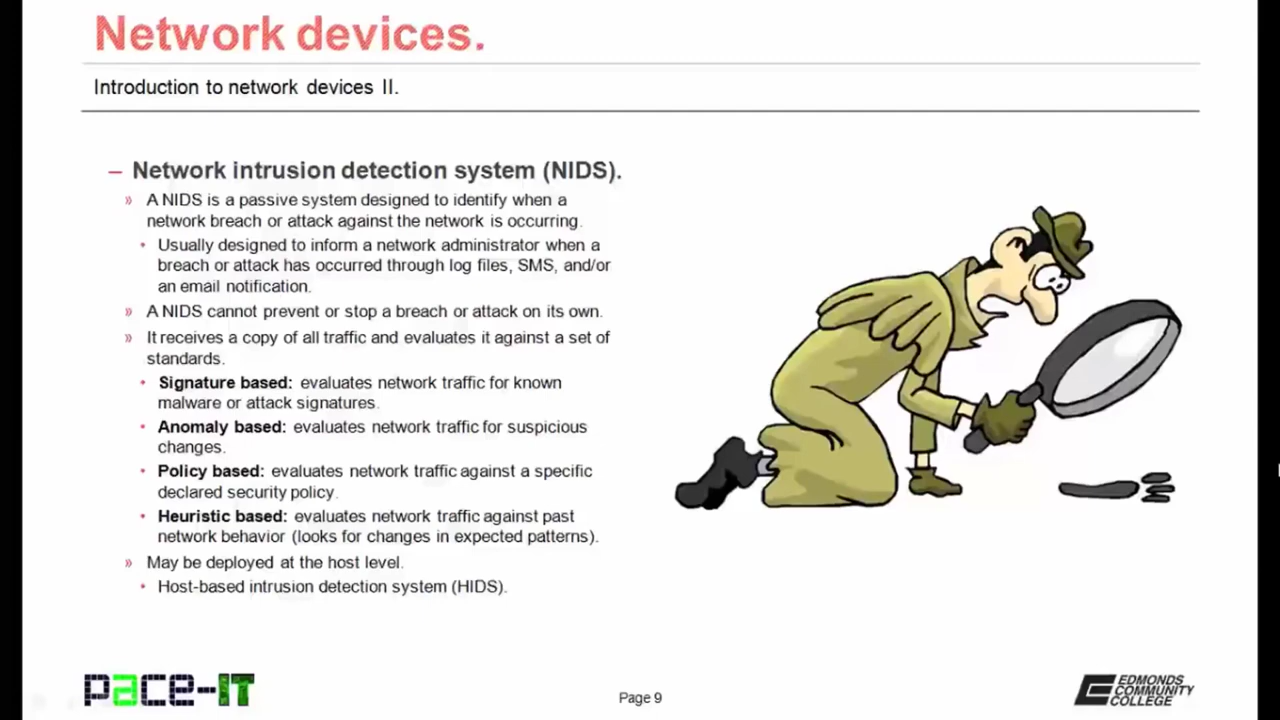 Network devices.
Introduction to network devices II.
– Network intrusion detection system (NIDS).
» A NIDS is a passive system designed to identify when a
network breach or attack against the network is occurring.
• Usually designed to inform a network administrator when a
breach or attack has occurred through log files, SMS, and/or
an email notification.
» A NIDS cannot prevent or stop a breach or attack on its own.
» It receives a copy of all traffic and evaluates it against a set of
standards.
• Signature based: evaluates network traffic for known
malware or attack signatures.
• Anomaly based: evaluates network traffic for suspicious
changes.
• Policy based: evaluates network traffic against a specific
declared security policy.
• Heuristic based: evaluates network traffic against past
network behavior (looks for changes in expected patterns).
» May be deployed at the host level.
• Host-based intrusion detection system (HIDS).
pace-IT
Page 9
EDMONDS
COMMUNITY
COLLEGE